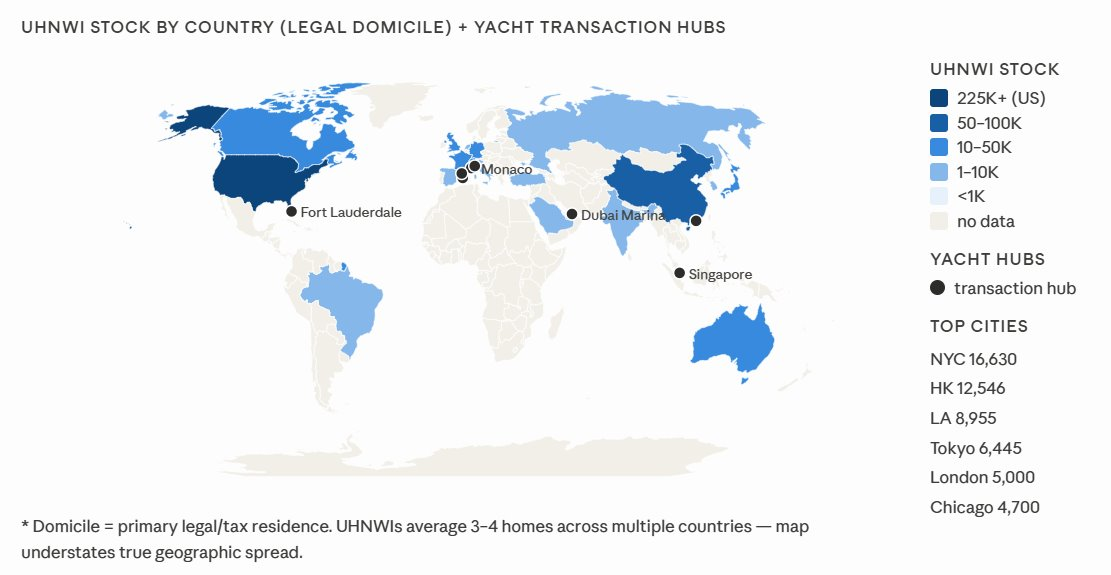 UHNWI STOCK BY COUNTRY (LEGAL DOMICILE) + YACHT TRANSACTION HUBS
UHNWI STOCK
225K+ (US)
50–100K
10–50K
1–10K
<1K
no data
YACHT HUBS
transaction hub
TOP CITIES
NYC 16,630
HK 12,546
LA 8,955
Tokyo 6,445
London 5,000
Chicago 4,700
Monaco
Fort Lauderdale
Dubai Marina
Singapore
* Domicile = primary legal/tax residence. UHNWIs average 3–4 homes across multiple countries — map
understates true geographic spread.